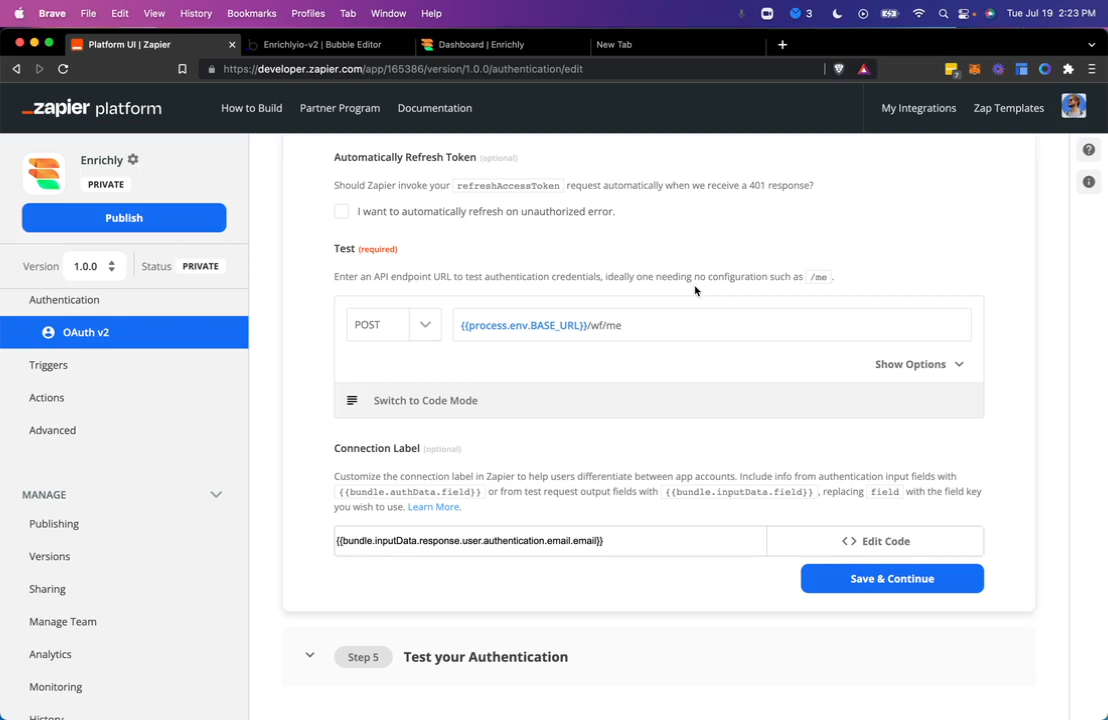 Brave File Edit View History Bookmarks Profiles Tab Window Help 3 Tue Jul 19 2:23 PM
Platform UI | Zapier Enrichlyio-v2 | Bubble Editor Dashboard | Enrichly New Tab
https://developer.zapier.com/app/165386/version/1.0.0/authentication/edit 7
zapier platform How to Build Partner Program Documentation My Integrations Zap Templates
Enrichly
PRIVATE
Publish
Version 1.0.0 Status PRIVATE
Authentication
OAuth v2
Triggers
Actions
Advanced
MANAGE
Publishing
Versions
Sharing
Manage Team
Analytics
Monitoring
History
Automatically Refresh Token (optional)
Should Zapier invoke your refreshAccessToken request automatically when we receive a 401 response?
I want to automatically refresh on unauthorized error.
Test (required)
Enter an API endpoint URL to test authentication credentials, ideally one needing no configuration such as /me .
POST {{process.env.BASE_URL}}/wf/me
Show Options
Switch to Code Mode
Connection Label (optional)
Customize the connection label in Zapier to help users differentiate between app accounts. Include info from authentication input fields with
{{bundle.authData.field}} or from test request output fields with {{bundle.inputData.field}} , replacing field with the field key
you wish to use. Learn More.
{{bundle.inputData.response.user.authentication.email.email}} <> Edit Code
Save & Continue
Step 5 Test your Authentication